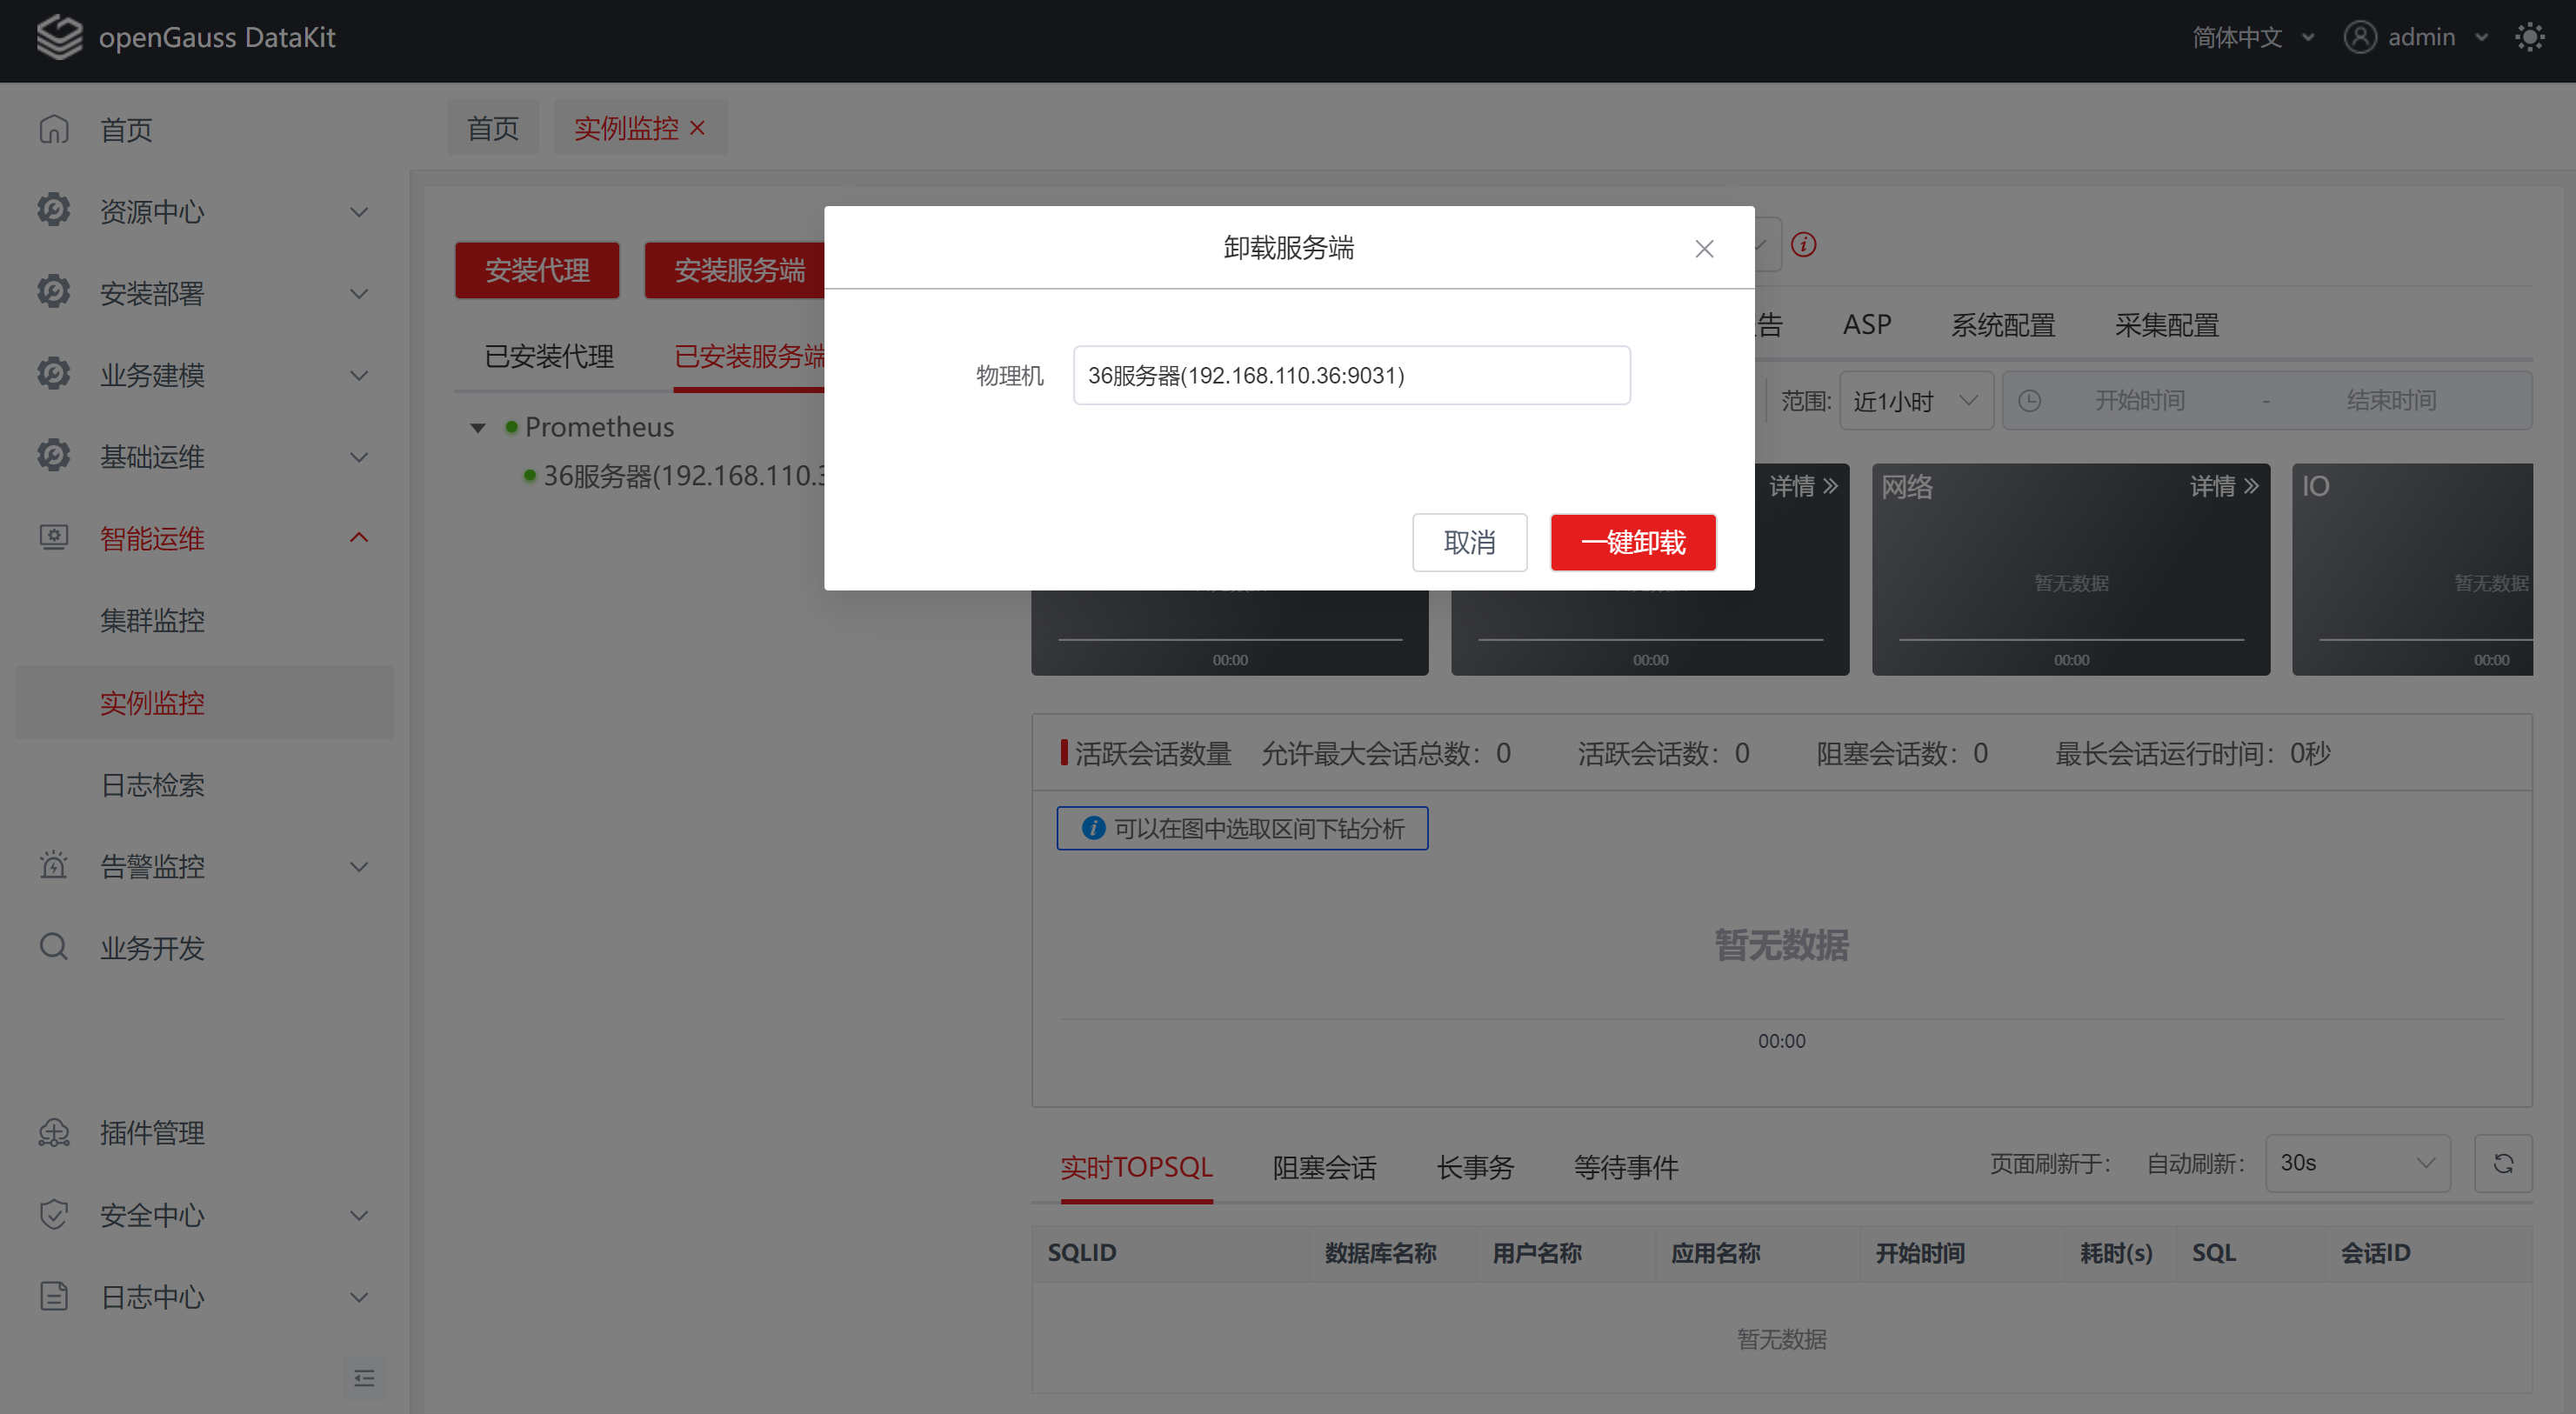 openGauss DataKit
简体中文
admin
首页
资源中心
安装部署
业务建模
基础运维
智能运维
集群监控
实例监控
日志检索
告警监控
业务开发
插件管理
安全中心
日志中心
首页
实例监控
安装代理
安装服务端
已安装代理
已安装服务端
Prometheus
36服务器(192.168.110.3
卸载服务端
物理机
36服务器(192.168.110.36:9031)
取消
一键卸载
告
ASP
系统配置
采集配置
范围:
近1小时
开始时间
-
结束时间
详情
网络
详情
IO
暂无数据
暂无数据
00:00
00:00
00:00
00:00
活跃会话数量
允许最大会话总数：0
活跃会话数：0
阻塞会话数：0
最长会话运行时间：0秒
可以在图中选取区间下钻分析
暂无数据
00:00
实时TOPSQL
阻塞会话
长事务
等待事件
页面刷新于：
自动刷新：
30s
SQLID
数据库名称
用户名称
应用名称
开始时间
耗时(s)
SQL
会话ID
暂无数据